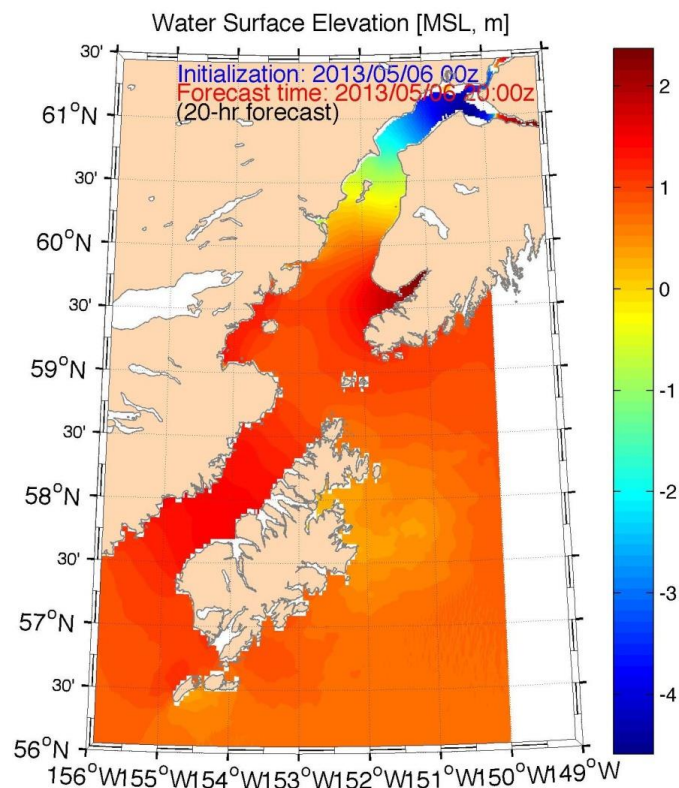 Water Surface Elevation [MSL, m]
Initialization: 2013/05/06 00z
Forecast time: 2013/05/06 20:00z
(20-hr forecast)
30'
61°N
30'
60°N
30'
59°N
30'
58°N
30'
57°N
30'
56°N
156°W155°W154°W153°W152°W151°W150°W149°W
2
1
0
-1
-2
-3
-4